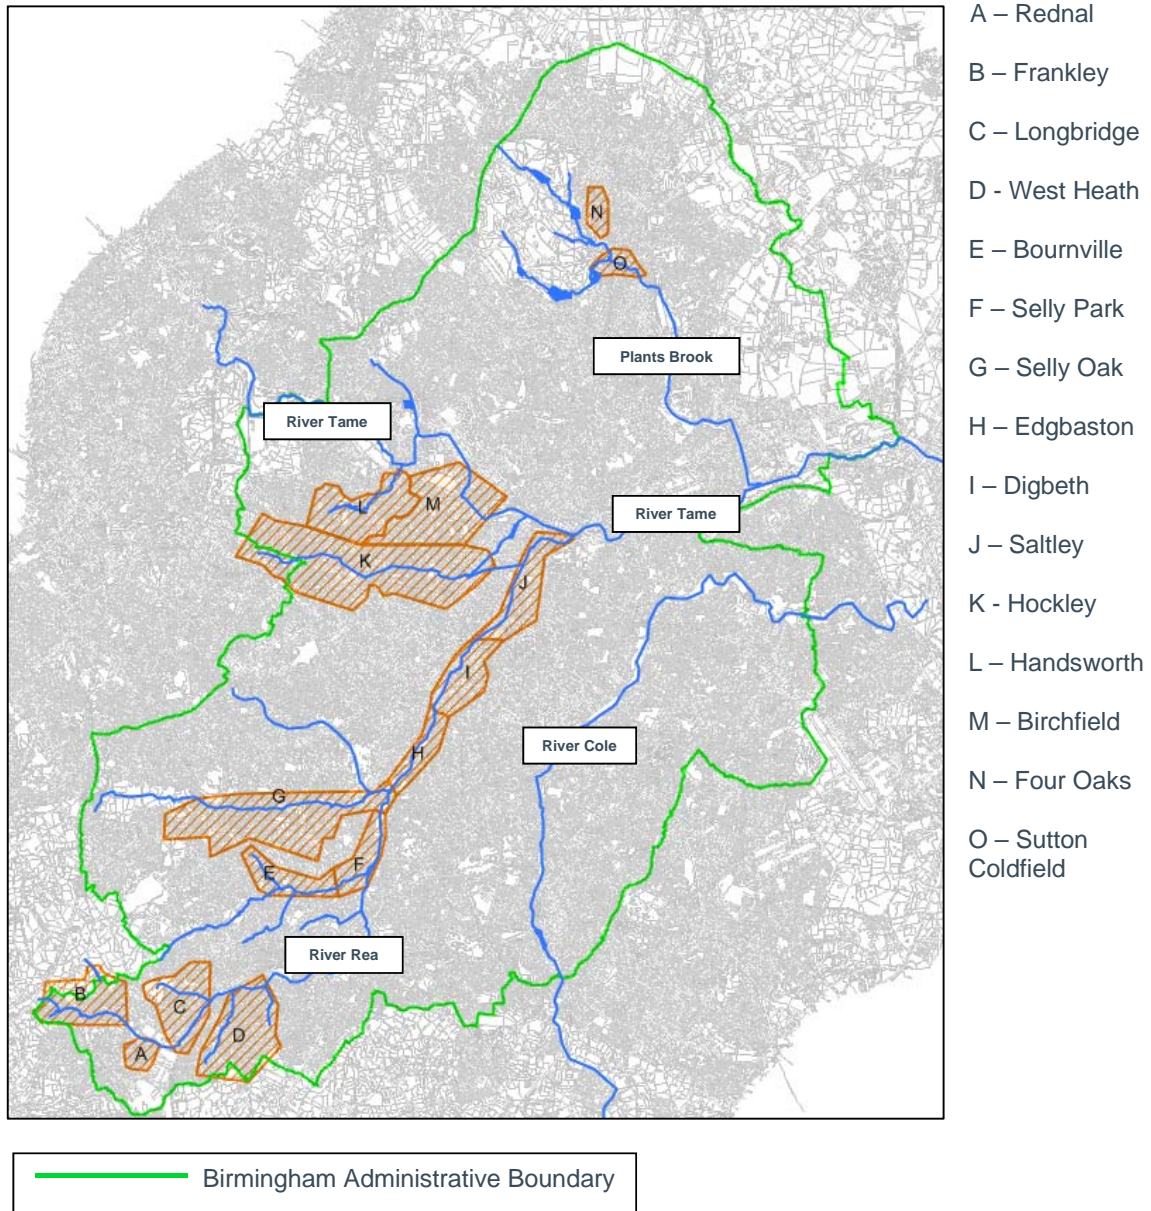 A – Rednal
B – Frankley
C – Longbridge
D - West Heath
E – Bournville
F – Selly Park
G – Selly Oak
H – Edgbaston
I – Digbeth
J – Saltley
K - Hockley
L – Handsworth
M – Birchfield
N – Four Oaks
O – Sutton
Coldfield
N
O
Plants Brook
River Tame
L
M
River Tame
K
J
I
River Cole
H
G
F
E
River Rea
B
C
D
A
Birmingham Administrative Boundary